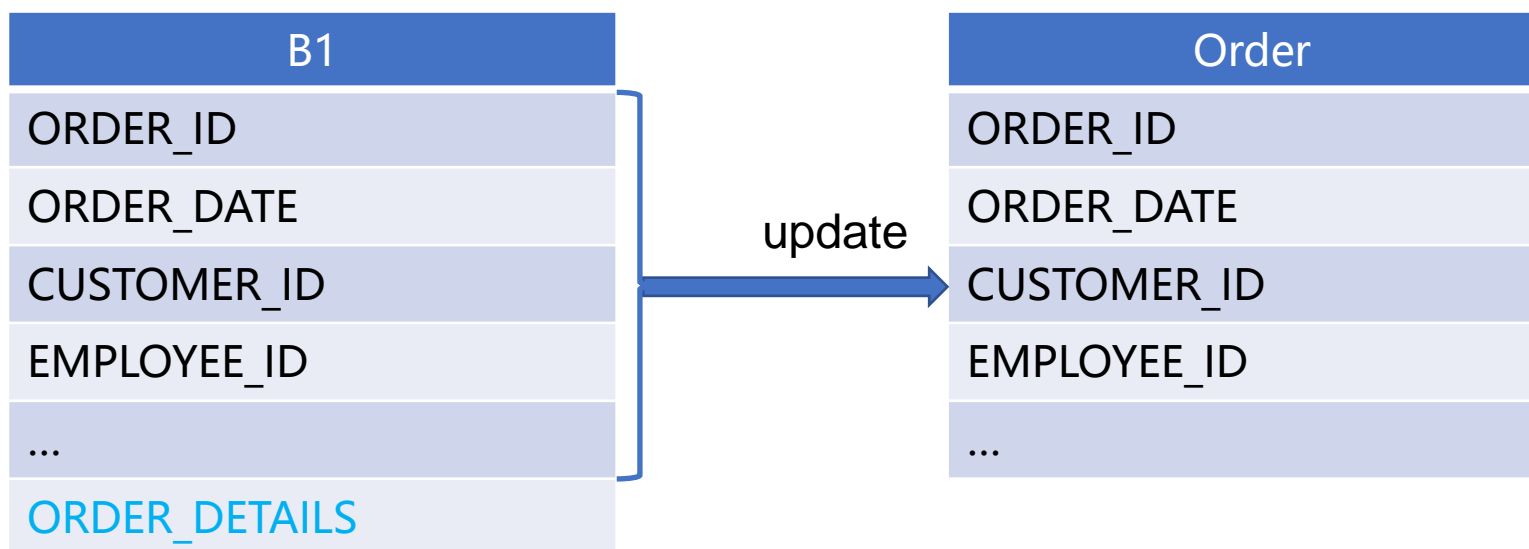 B1
ORDER_ID
ORDER_DATE
CUSTOMER_ID
EMPLOYEE_ID
...
ORDER_DETAILS
update
Order
ORDER_ID
ORDER_DATE
CUSTOMER_ID
EMPLOYEE_ID
...